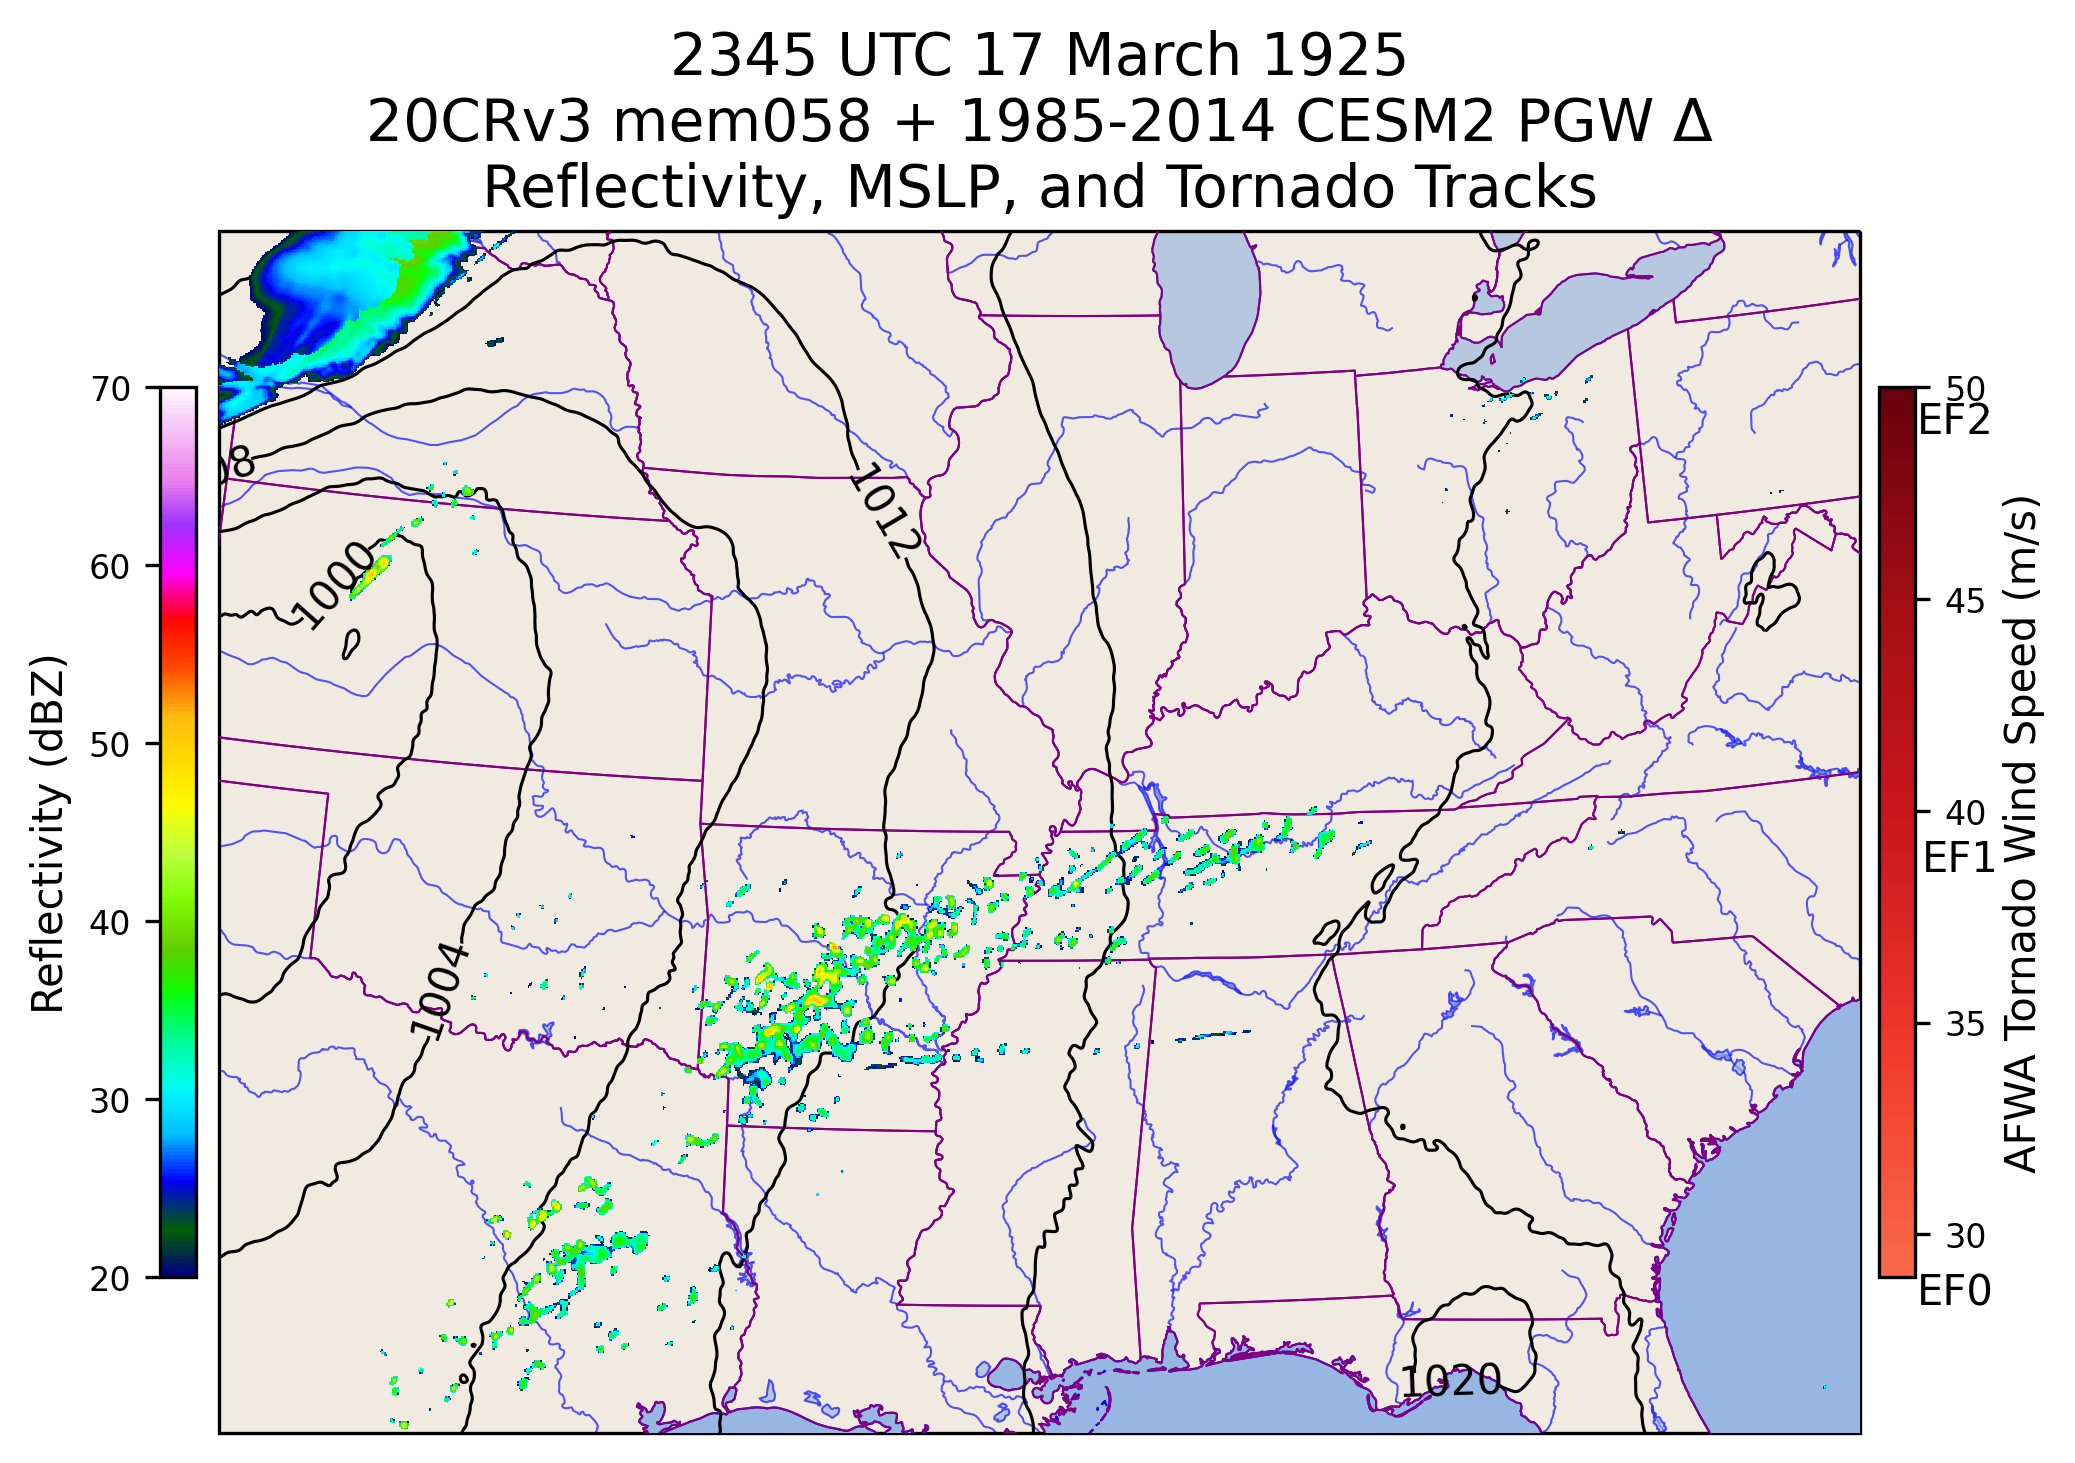 2345 UTC 17 March 1925
20CRv3 mem058 + 1985-2014 CESM2 PGW Δ
Reflectivity, MSLP, and Tornado Tracks
70
60
50
40
30
20
Reflectivity (dBZ)
8
1000
1012
1004
1020
50
EF2
45
40
EF1
35
30
EF0
AFWA Tornado Wind Speed (m/s)